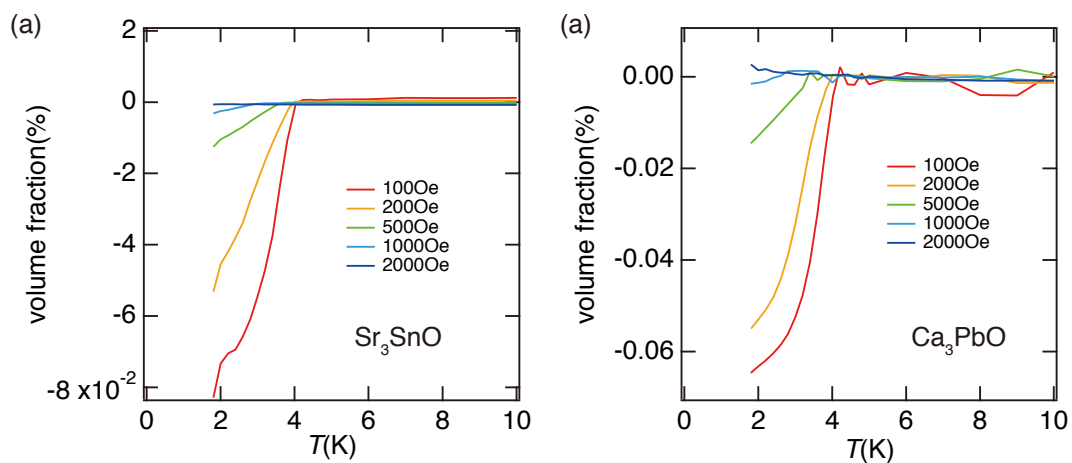 (a)
volume fraction(%)
2
0
-2
-4
-6
-8 x10⁻²
100Oe
200Oe
500Oe
1000Oe
2000Oe
Sr₃SnO
0 2 4 6 8 10
T(K)
(a)
volume fraction(%)
0.00
-0.02
-0.04
-0.06
100Oe
200Oe
500Oe
1000Oe
2000Oe
Ca₃PbO
0 2 4 6 8 10
T(K)